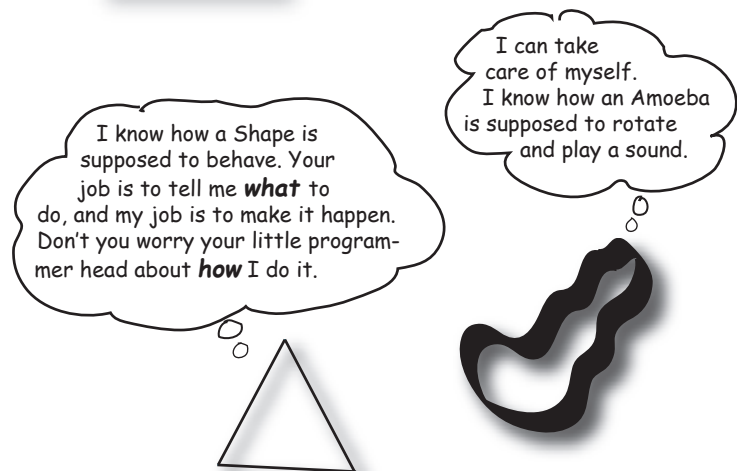 I can take
care of myself.
I know how an Amoeba
is supposed to rotate
and play a sound.
I know how a Shape is
supposed to behave. Your
job is to tell me what to
do, and my job is to make it happen.
Don’t you worry your little program-
mer head about how I do it.